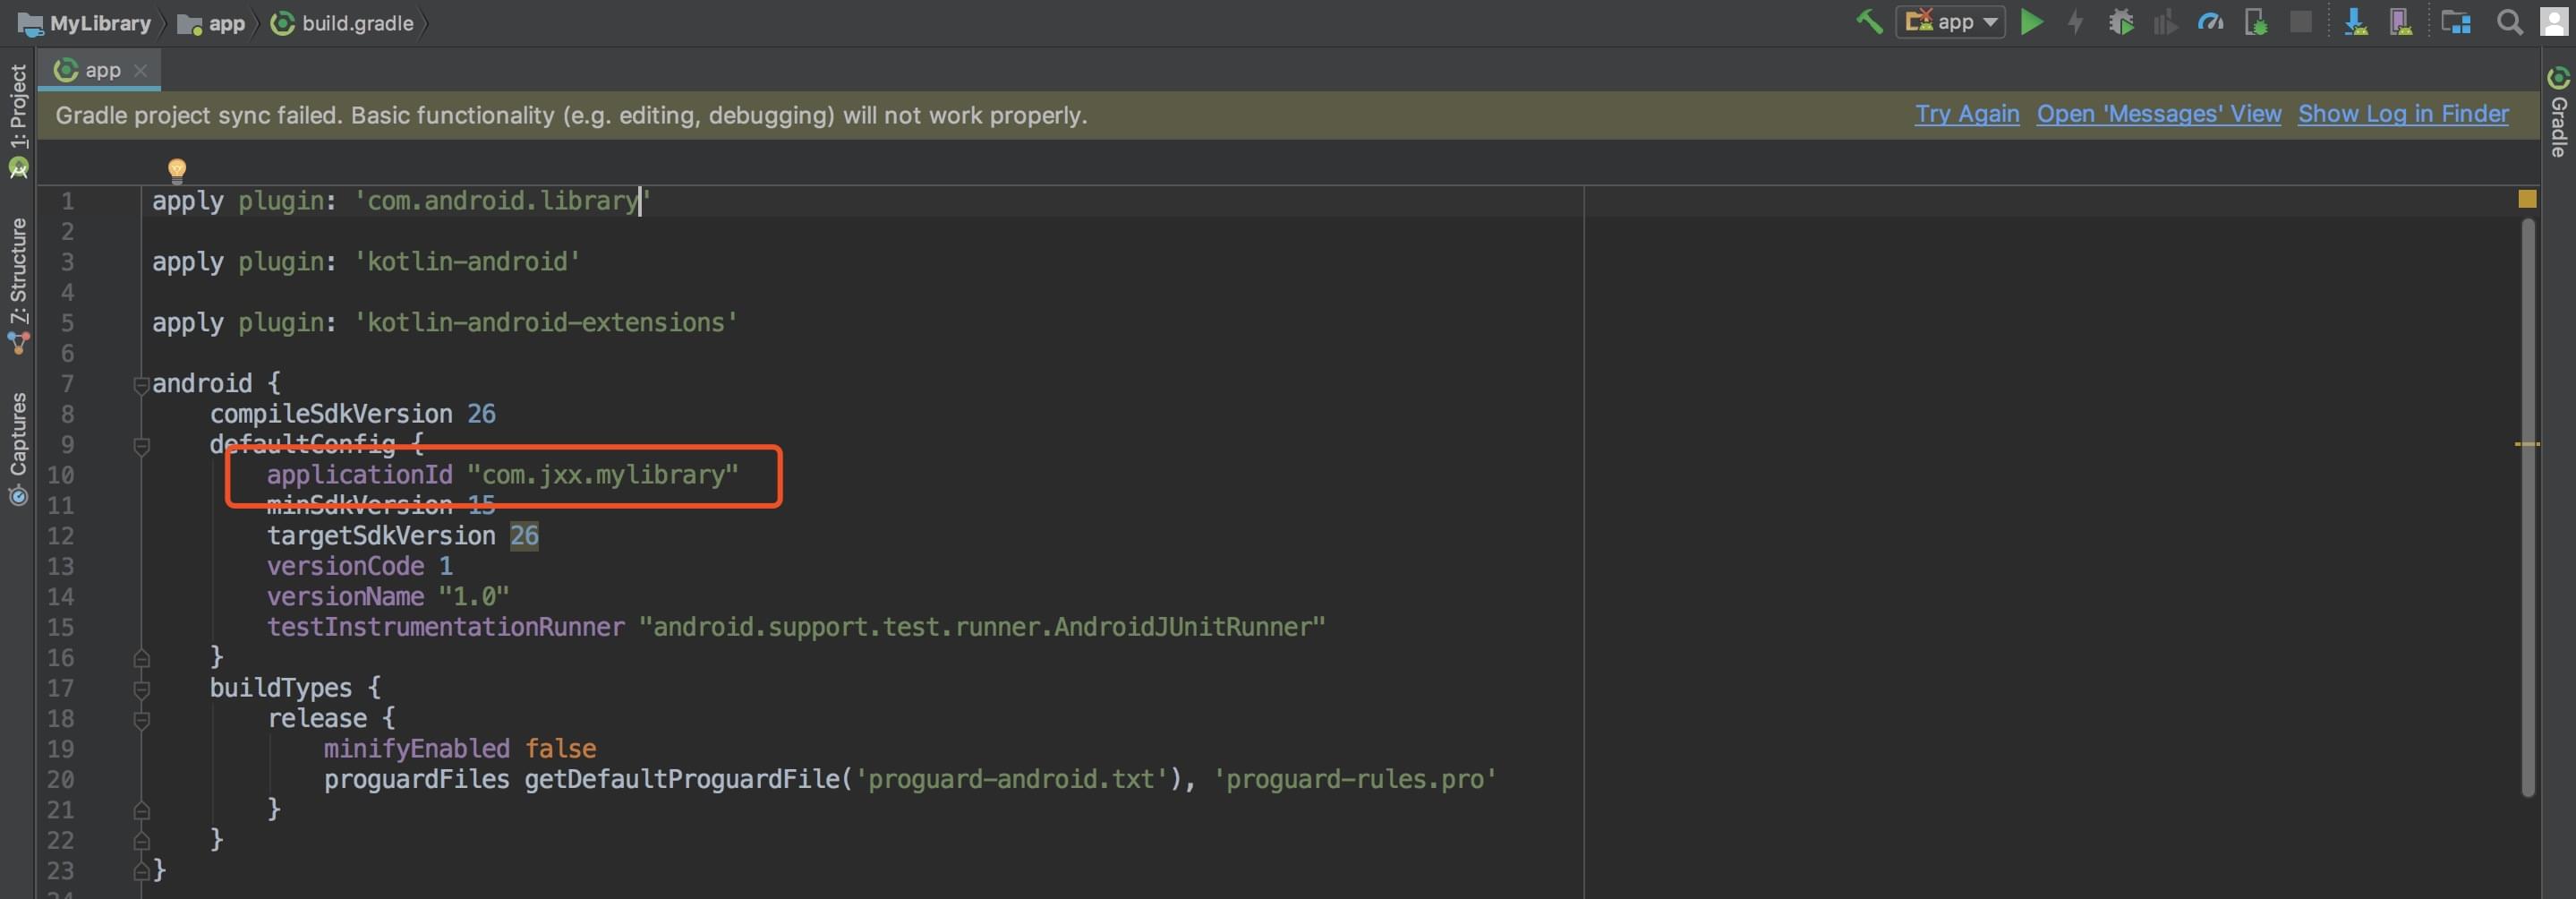 MyLibrary app build.gradle
app
app
Gradle project sync failed. Basic functionality (e.g. editing, debugging) will not work properly.
Try Again Open 'Messages' View Show Log in Finder
1: Project
7: Structure
Captures
Gradle
1 apply plugin: 'com.android.library'
2
3 apply plugin: 'kotlin-android'
4
5 apply plugin: 'kotlin-android-extensions'
6
7 android {
8 compileSdkVersion 26
9 defaultConfig {
10 applicationId "com.jxx.mylibrary"
11 minSdkVersion 15
12 targetSdkVersion 26
13 versionCode 1
14 versionName "1.0"
15 testInstrumentationRunner "android.support.test.runner.AndroidJUnitRunner"
16 }
17 buildTypes {
18 release {
19 minifyEnabled false
20 proguardFiles getDefaultProguardFile('proguard-android.txt'), 'proguard-rules.pro'
21 }
22 }
23 }
24